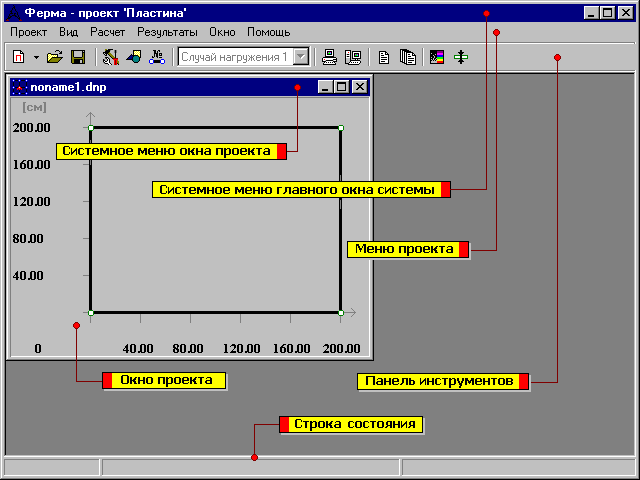 Ферма - проект 'Пластина'
Проект Вид Расчет Результаты Окно Помощь
Случай нагружения 1
noname1.dnp
[см]
200.00
Системное меню окна проекта
160.00
Системное меню главного окна системы
120.00
80.00
Меню проекта
40.00
0 40.00 80.00 120.00 160.00 200.00
Окно проекта
Панель инструментов
Строка состояния